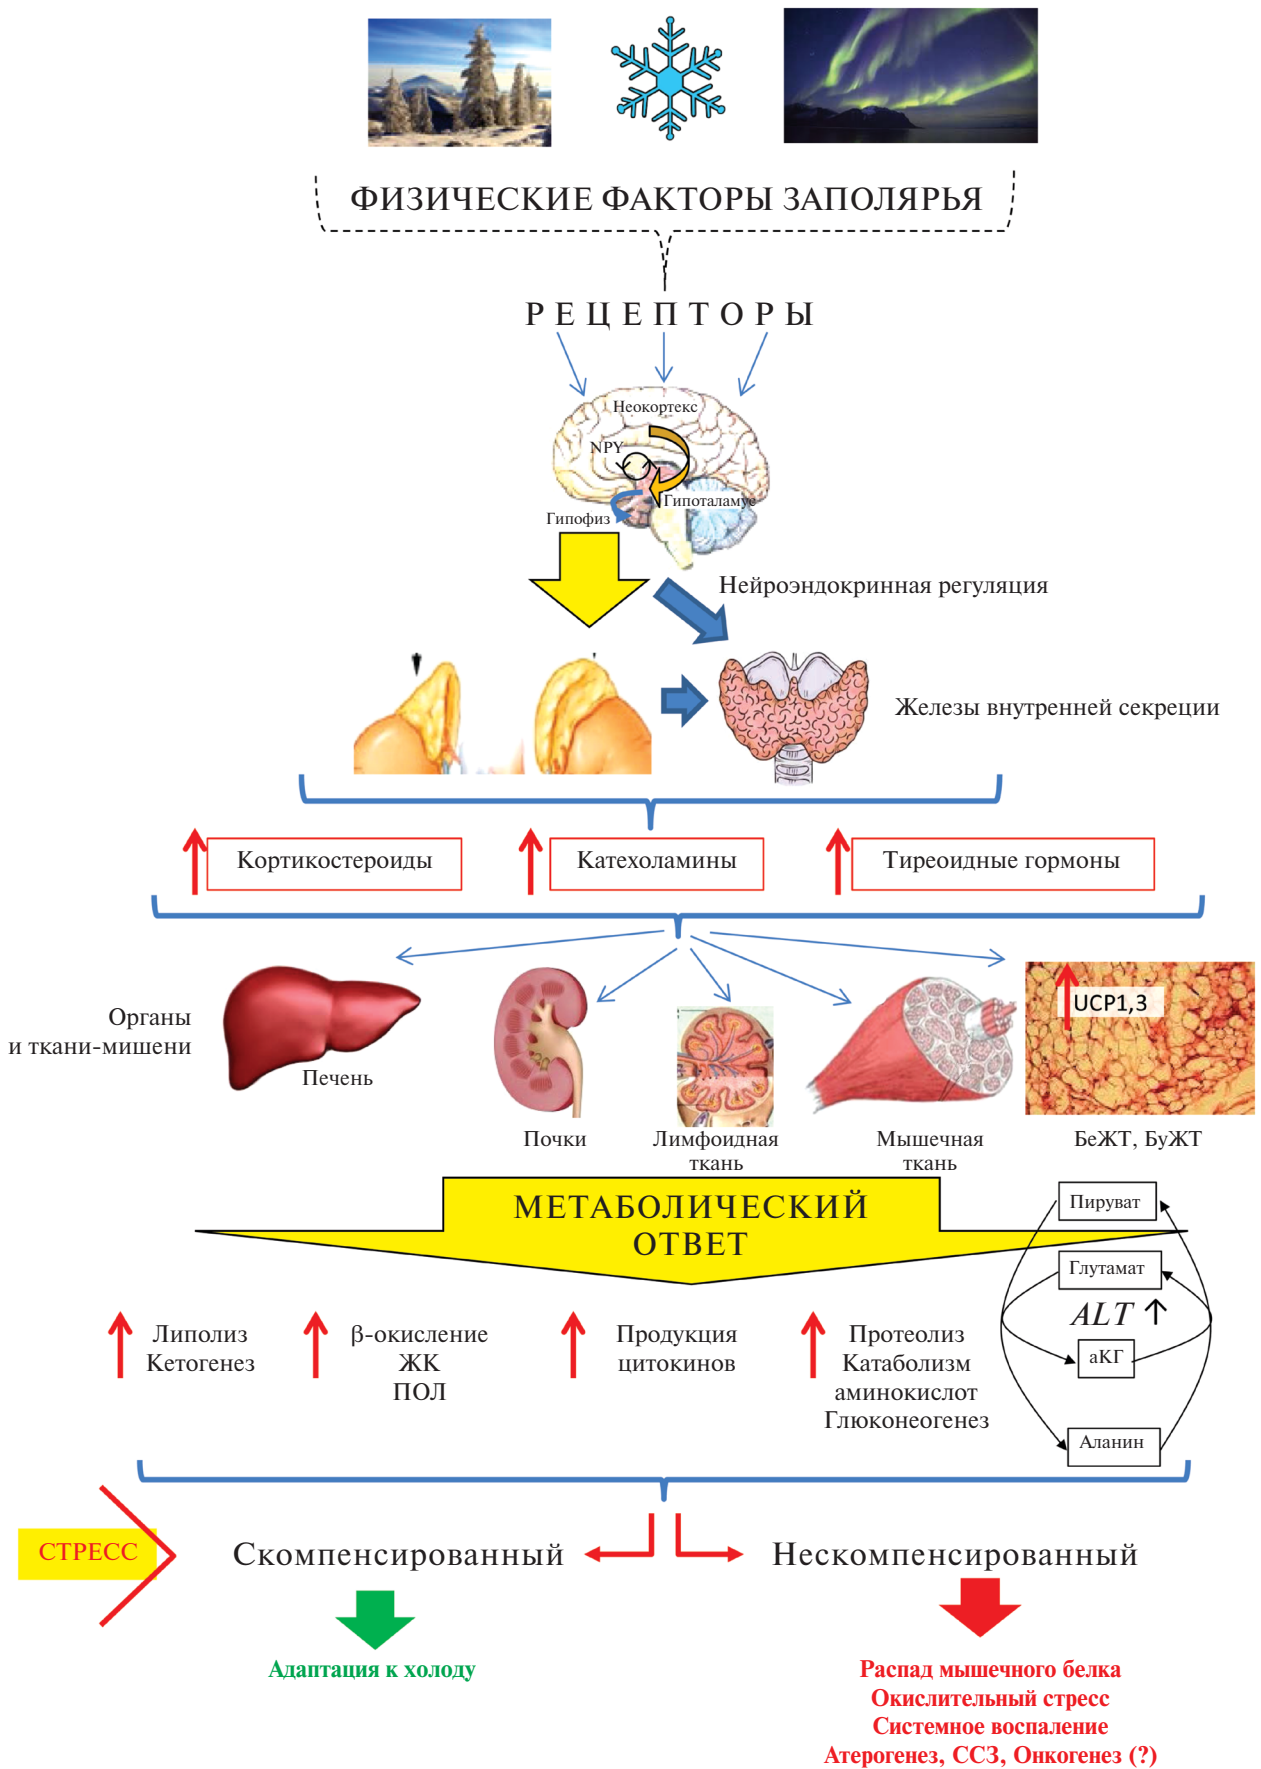 ФИЗИЧЕСКИЕ ФАКТОРЫ ЗАПОЛЯРЬЯ
РЕЦЕПТОРЫ
Неокортекс
NPY
Гипоталамус
Гипофиз
Нейроэндокринная регуляция
Железы внутренней секреции
Кортикостероиды
Катехоламины
Тиреоидные гормоны
Органы
и ткани-мишени
Печень
Почки
Лимфоидная
ткань
Мышечная
ткань
UCP1,3
БеЖТ, БуЖТ
МЕТАБОЛИЧЕСКИЙ
ОТВЕТ
Липолиз
Кетогенез
β-окисление
ЖК
ПОЛ
Продукция
цитокинов
Протеолиз
Катаболизм
аминокислот
Глюконеогенез
Пируват
Глутамат
ALT ↑
аКГ
Аланин
СТРЕСС
Скомпенсированный
Нескомпенсированный
Адаптация к холоду
Распад мышечного белка
Окислительный стресс
Системное воспаление
Атерогенез, ССЗ, Онкогенез (?)